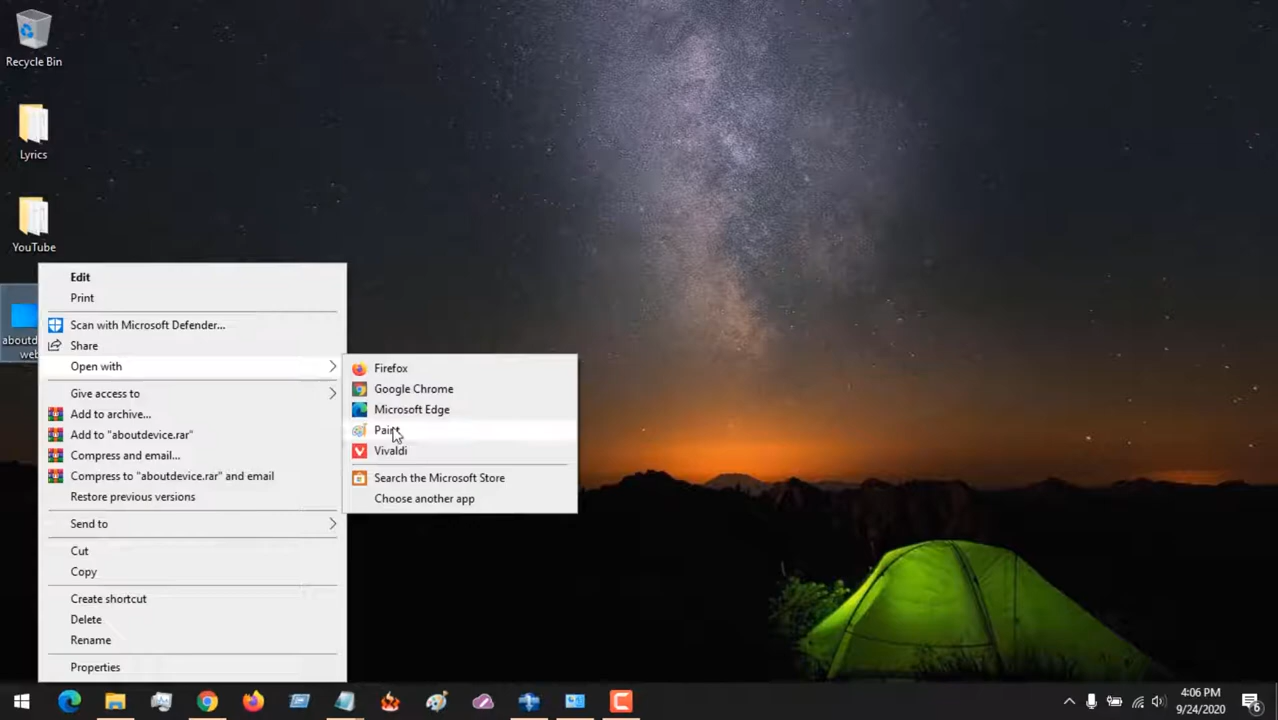 Recycle Bin
Lyrics
YouTube
Edit
Print
Scan with Microsoft Defender...
Share
Open with
Give access to
Add to archive...
Add to "aboutdevice.rar"
Compress and email...
Compress to "aboutdevice.rar" and email
Restore previous versions
Send to
Cut
Copy
Create shortcut
Delete
Rename
Properties
Firefox
Google Chrome
Microsoft Edge
Paint
Vivaldi
Search the Microsoft Store
Choose another app
4:06 PM
9/24/2020
6